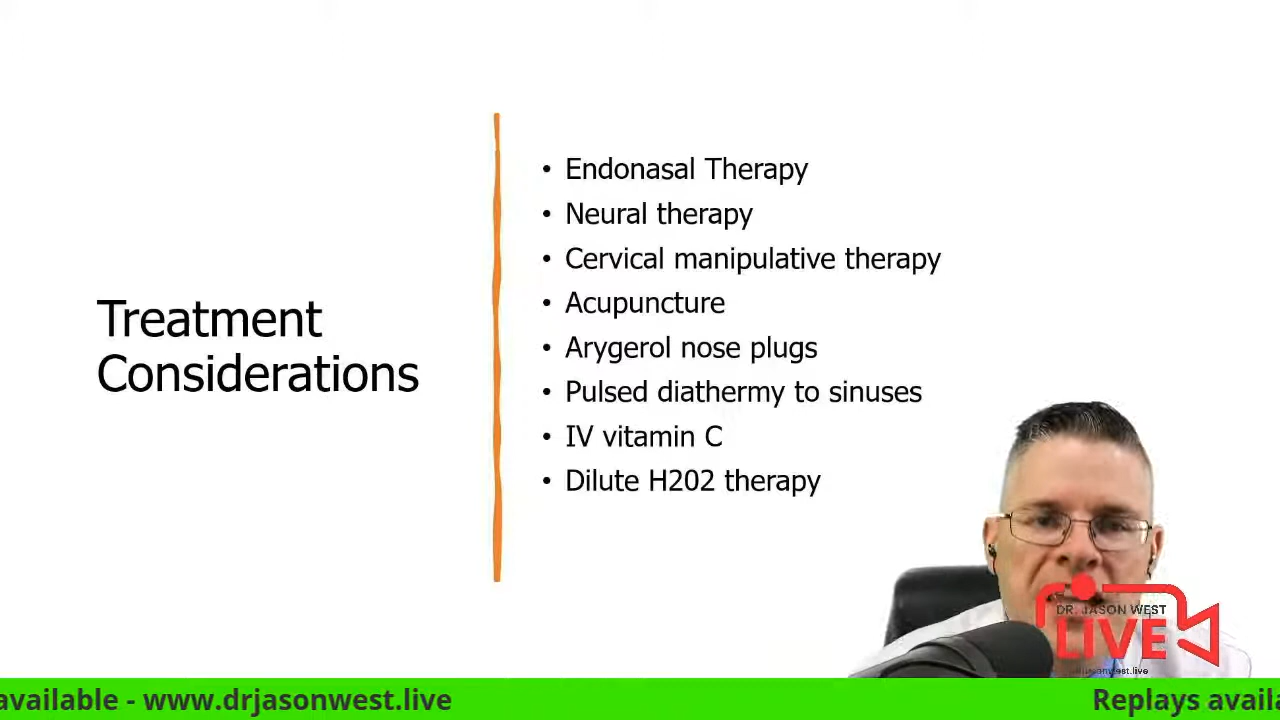 Treatment
Considerations
• Endonasal Therapy
• Neural therapy
• Cervical manipulative therapy
• Acupuncture
• Arygerol nose plugs
• Pulsed diathermy to sinuses
• IV vitamin C
• Dilute H202 therapy
DR. JASON WEST
LIVE
available - www.drjasonwest.live
Replays availa